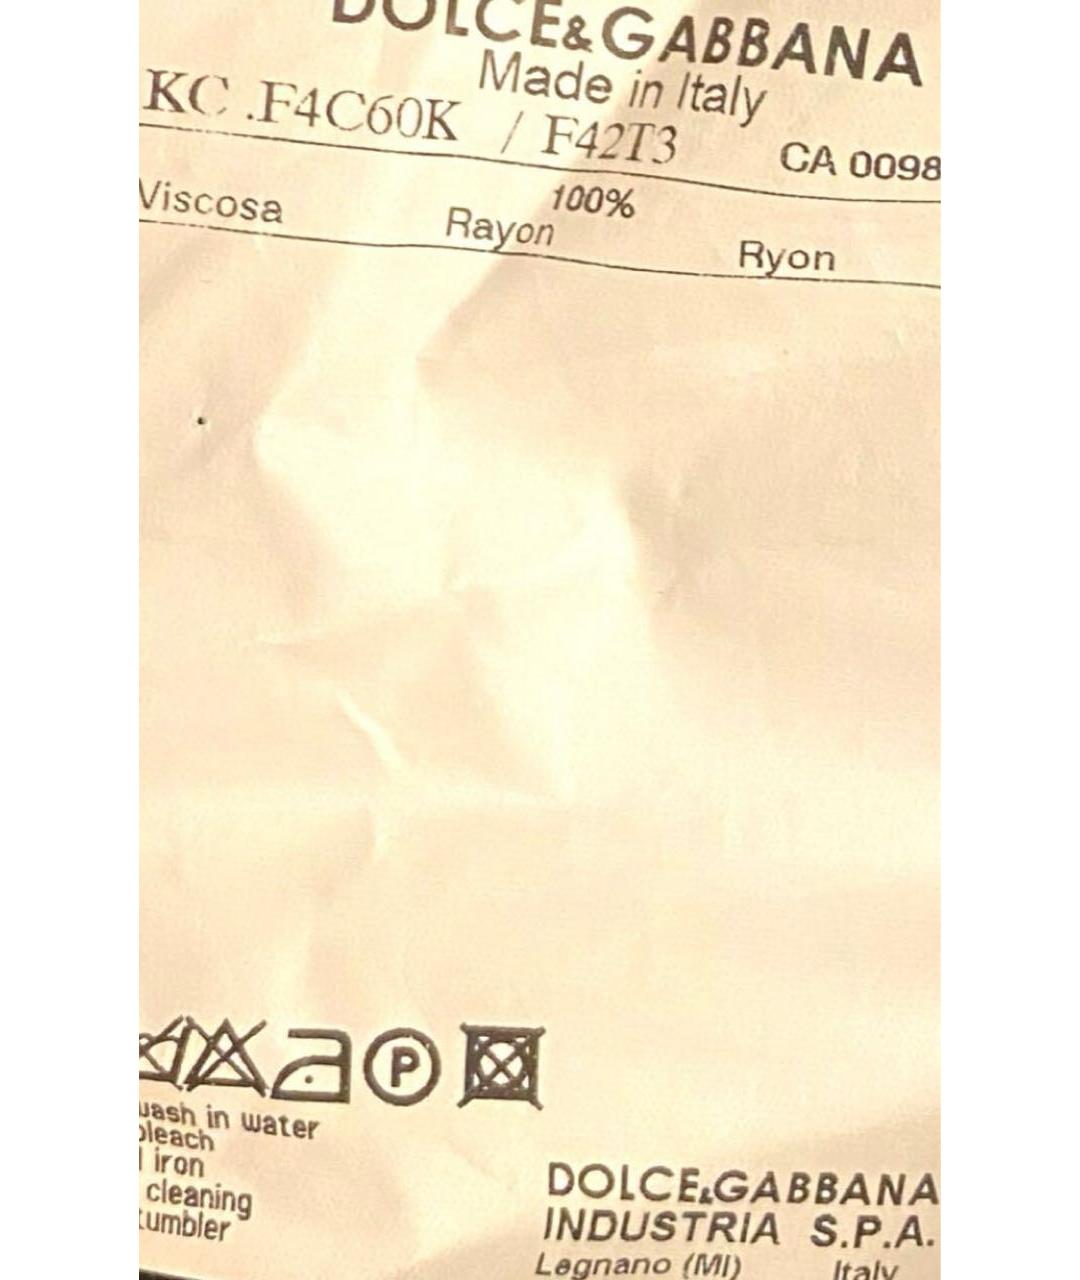 DOLCE&GABBANA
Made in Italy
KC .F4C60K / F42T3 CA 0098
100%
Viscosa Rayon Ryon
P
wash in water
bleach
iron
cleaning
tumbler
DOLCE&GABBANA
INDUSTRIA S.P.A.
Legnano (MI) Italy